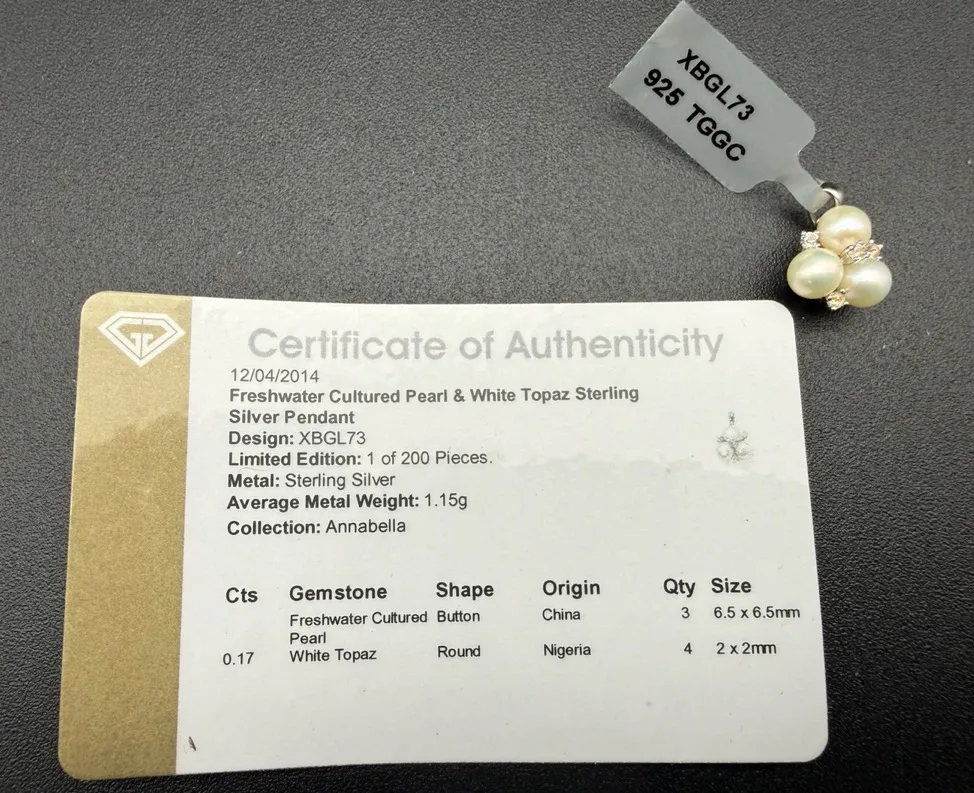 XBGL73
925 TGGC
Certificate of Authenticity
12/04/2014
Freshwater Cultured Pearl & White Topaz Sterling
Silver Pendant
Design: XBGL73
Limited Edition: 1 of 200 Pieces.
Metal: Sterling Silver
Average Metal Weight: 1.15g
Collection: Annabella
Cts Gemstone Shape Origin Qty Size
Freshwater Cultured Button China 3 6.5 x 6.5mm
Pearl
0.17 White Topaz Round Nigeria 4 2 x 2mm